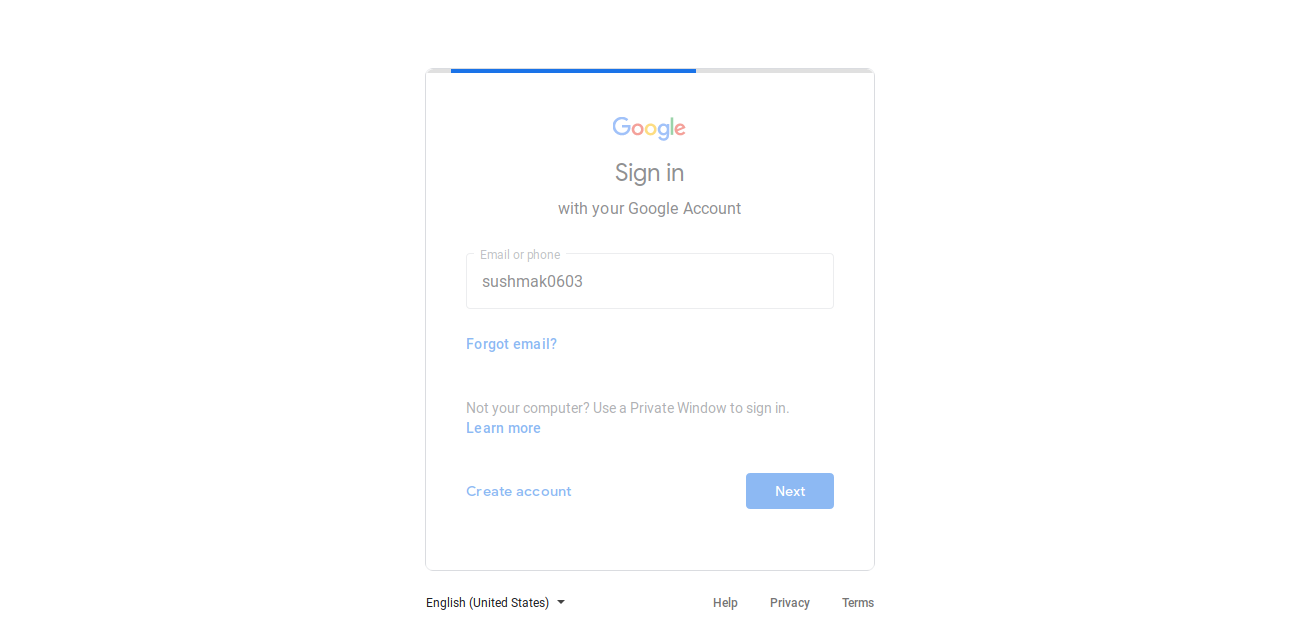 Google
Sign in
with your Google Account
Email or phone
sushmak0603
Forgot email?
Not your computer? Use a Private Window to sign in.
Learn more
Create account
Next
English (United States)
Help
Privacy
Terms